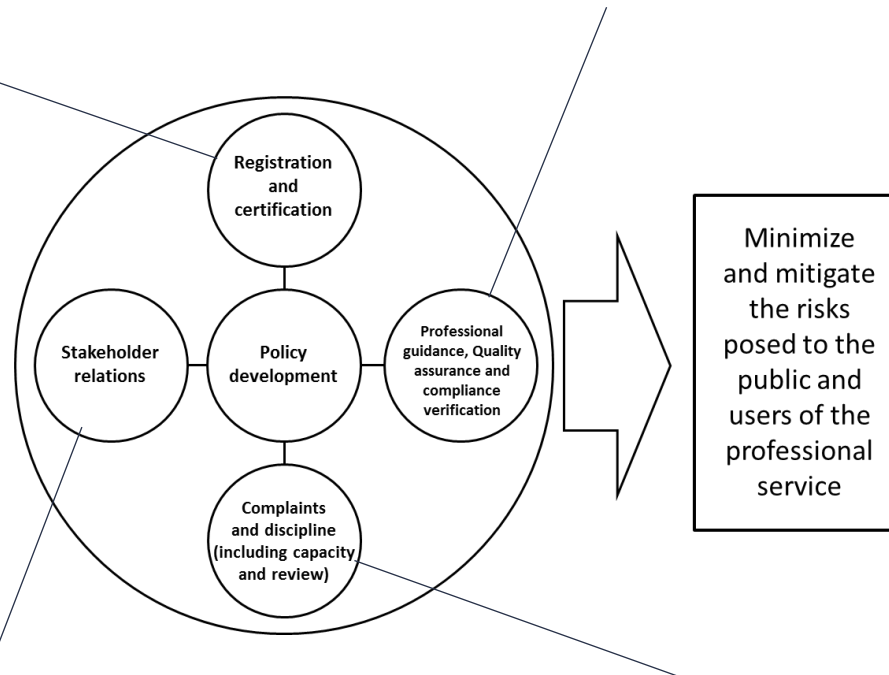 Registration
and
certification
Stakeholder
relations
Policy
development
Professional
guidance, Quality
assurance and
compliance
verification
Complaints
and discipline
(including capacity
and review)
Minimize
and mitigate
the risks
posed to the
public and
users of the
professional
service